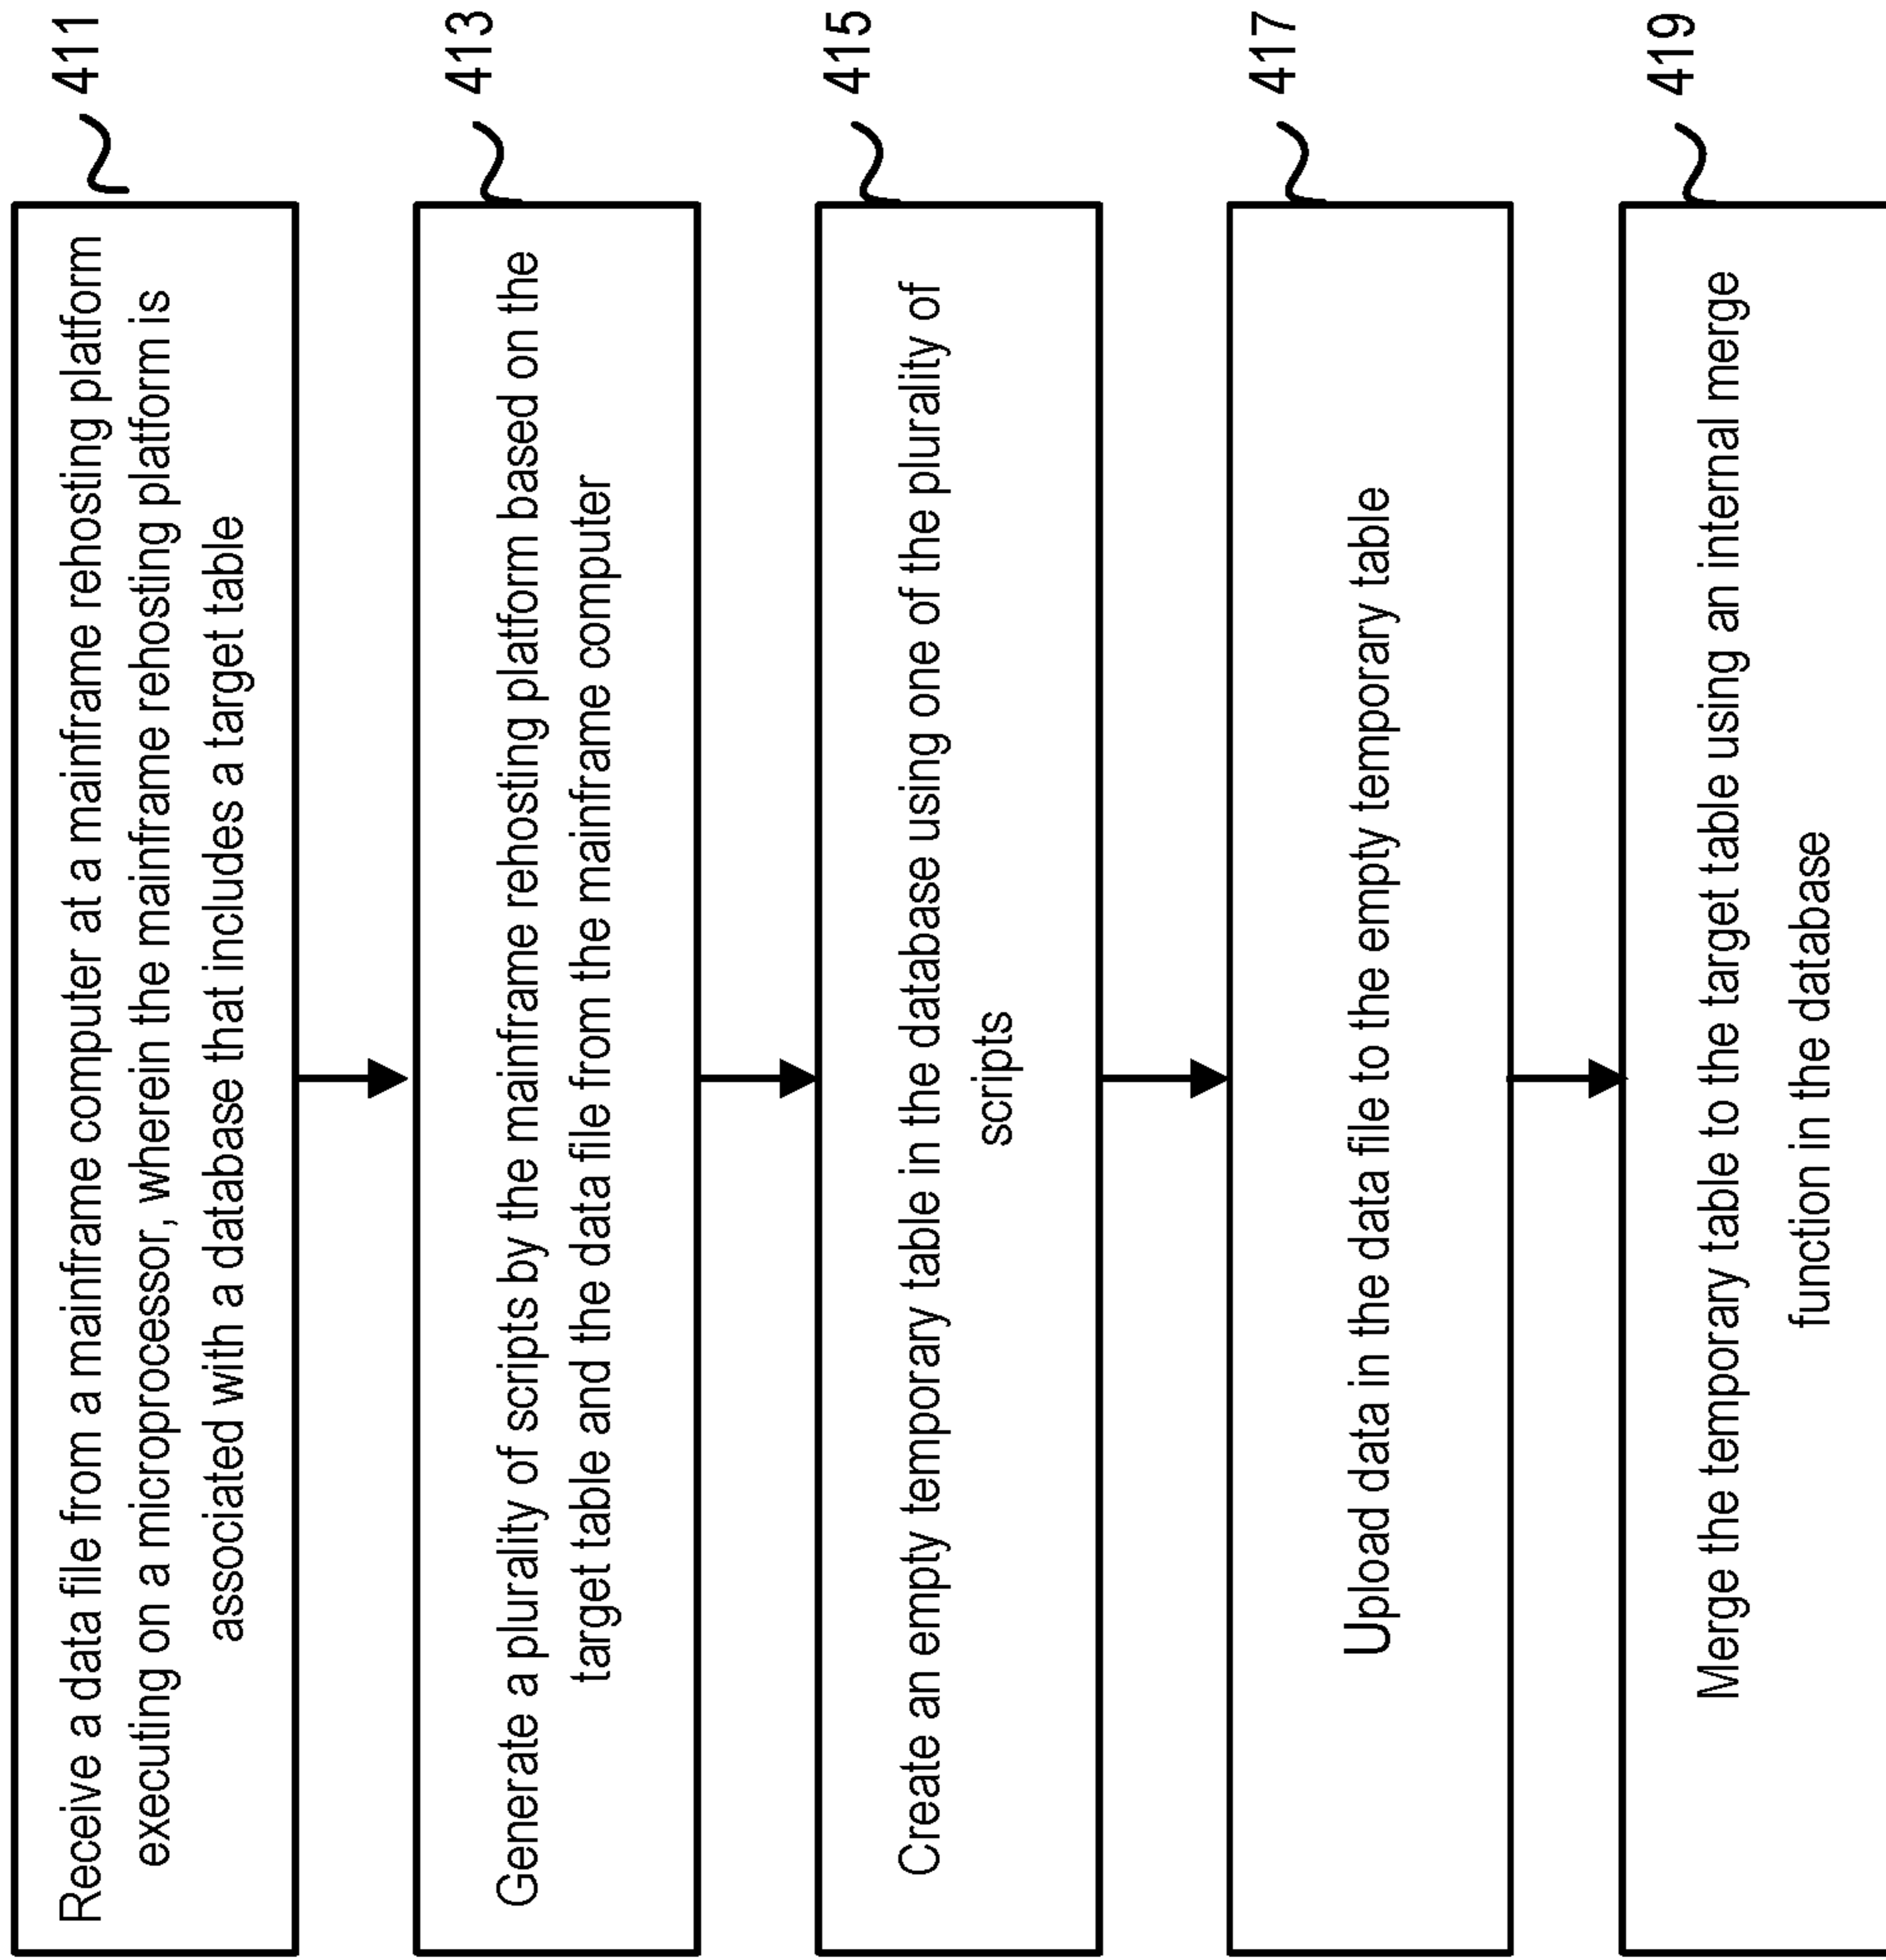 Receive a data file from a mainframe computer at a mainframe rehosting platform
executing on a microprocessor, wherein the mainframe rehosting platform is
associated with a database that includes a target table
411
Generate a plurality of scripts by the mainframe rehosting platform based on the
target table and the data file from the mainframe computer
413
Create an empty temporary table in the database using one of the plurality of
scripts
415
Upload data in the data file to the empty temporary table
417
Merge the temporary table to the target table using an internal merge
function in the database
419